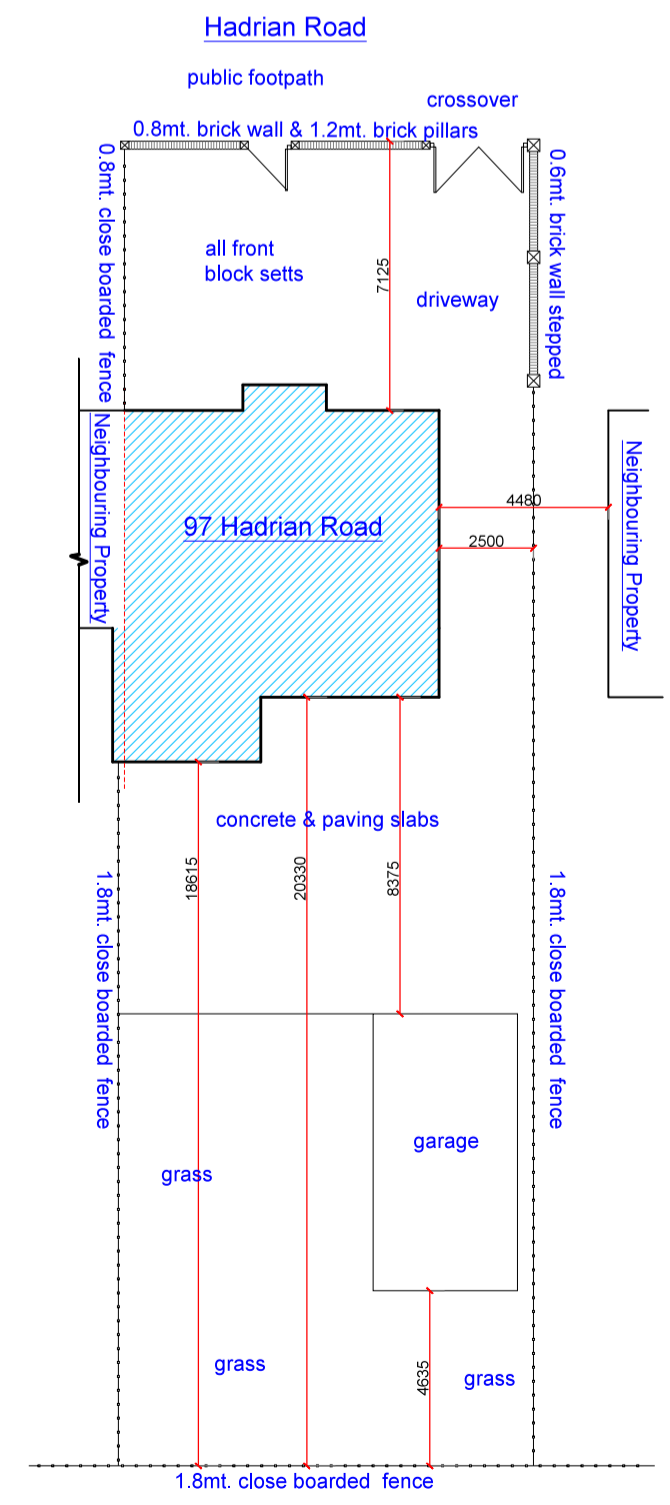 Hadrian Road
public footpath
crossover
0.8mt. brick wall & 1.2mt. brick pillars
0.8mt. close boarded fence
0.6mt. brick wall stepped
all front
block setts
7125
driveway
Neighbouring Property
97 Hadrian Road
4480
2500
Neighbouring Property
concrete & paving slabs
18615
20330
8375
1.8mt. close boarded fence
1.8mt. close boarded fence
garage
grass
grass
4635
grass
1.8mt. close boarded fence